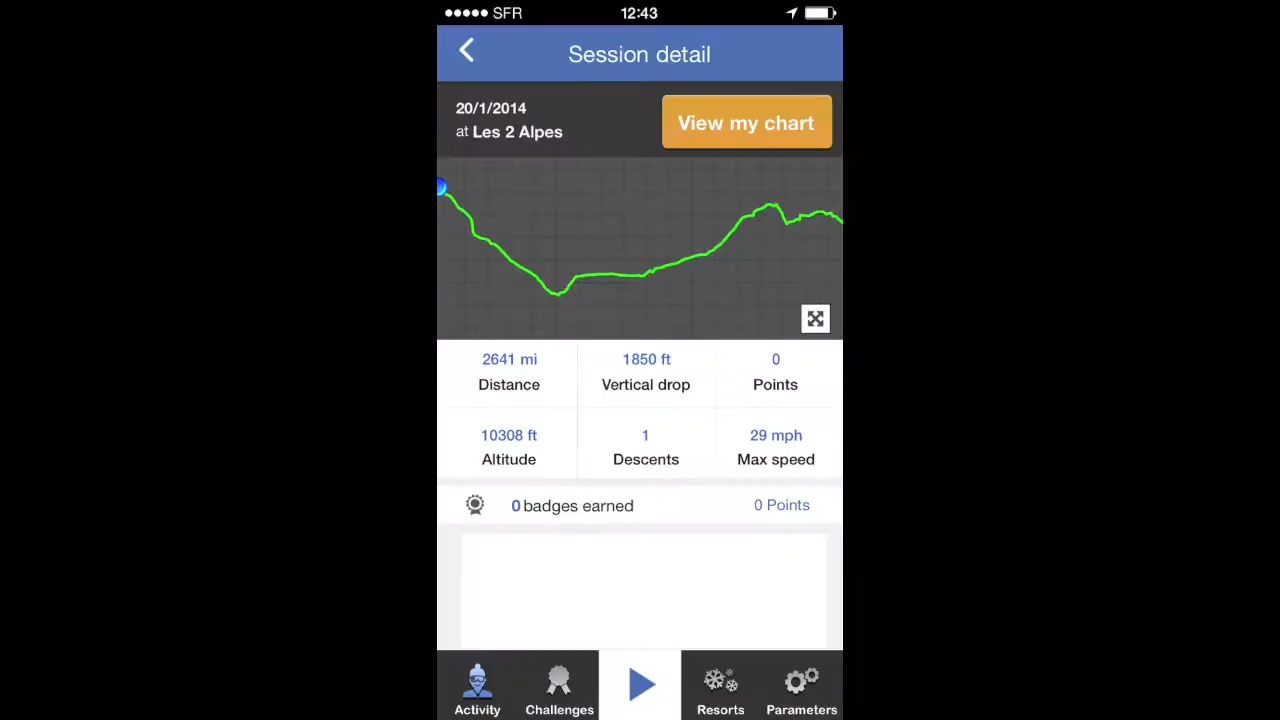 SFR 12:43
Session detail
20/1/2014
at Les 2 Alpes
View my chart
2641 mi 1850 ft 0
Distance Vertical drop Points
10308 ft 1 29 mph
Altitude Descents Max speed
0 badges earned 0 Points
Activity Challenges Resorts Parameters